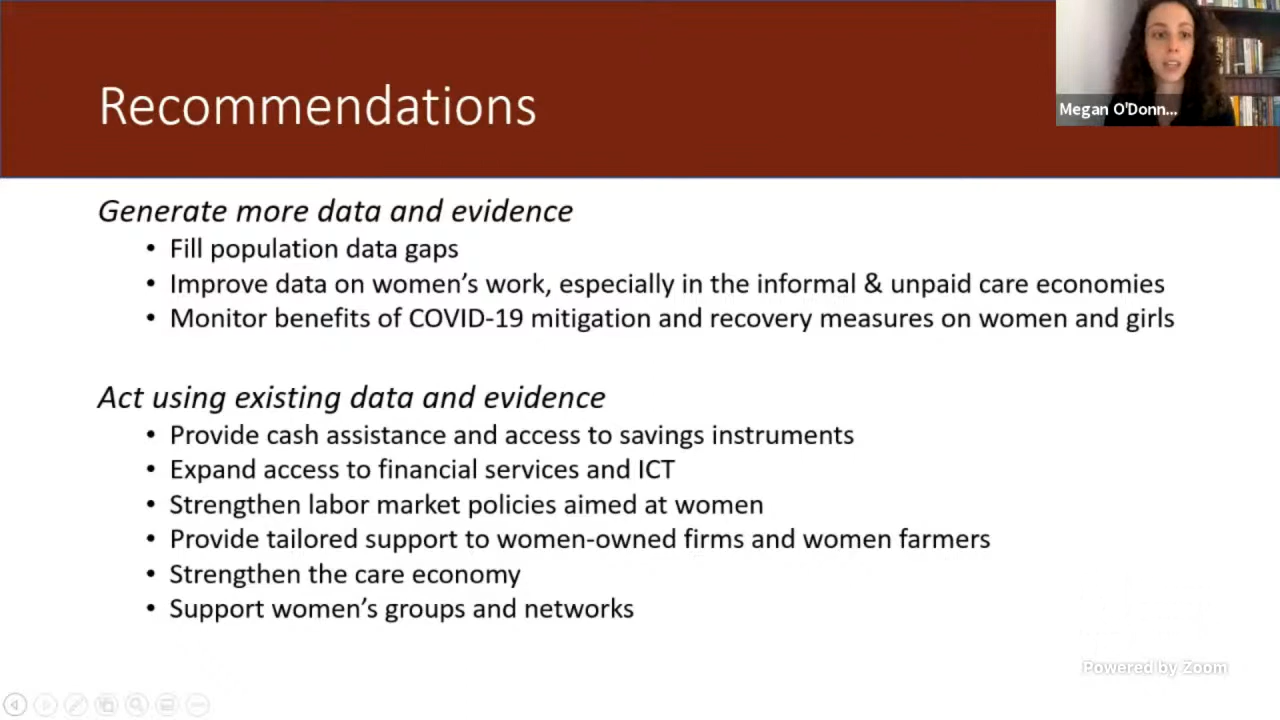 Recommendations
Megan O'Donn...
Generate more data and evidence
• Fill population data gaps
• Improve data on women’s work, especially in the informal & unpaid care economies
• Monitor benefits of COVID-19 mitigation and recovery measures on women and girls
Act using existing data and evidence
• Provide cash assistance and access to savings instruments
• Expand access to financial services and ICT
• Strengthen labor market policies aimed at women
• Provide tailored support to women-owned firms and women farmers
• Strengthen the care economy
• Support women’s groups and networks
Powered by Zoom